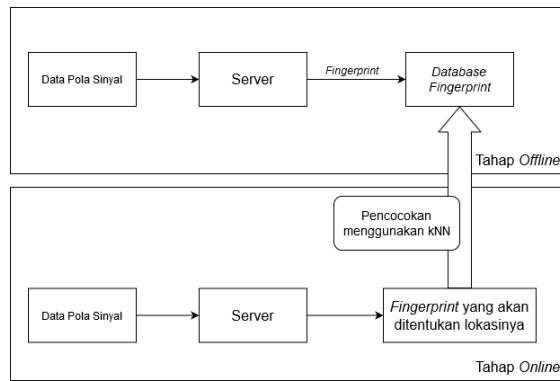 Data Pola Sinyal
Server
Fingerprint
Database
Fingerprint
Tahap Offline
Pencocokan
menggunakan kNN
Data Pola Sinyal
Server
Fingerprint yang akan
ditentukan lokasinya
Tahap Online